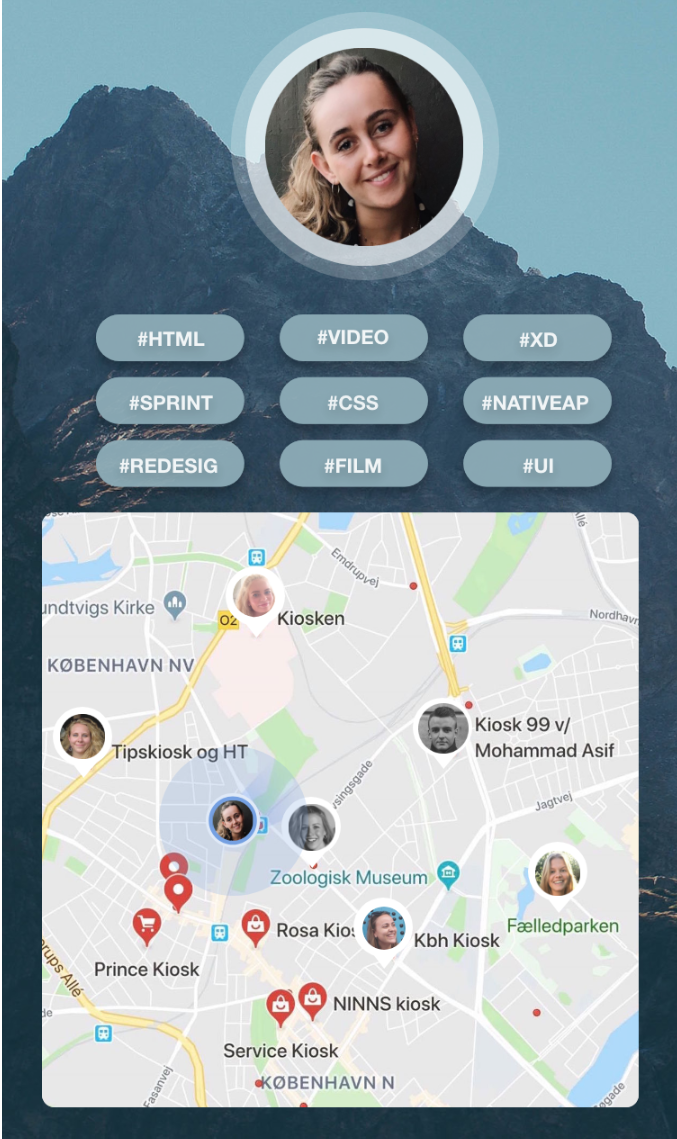 #HTML #VIDEO #XD
#SPRINT #CSS #NATIVEAP
#REDESIG #FILM #UI
Emdrupvej
undtvigs Kirke
O2
Kiosken
Nordhavn
KØBENHAVN NV
Kiosk 99 v/
Mohammad Asif
Tipskiosk og HT
Jagtvej
Zoologisk Museum
Fælledparken
Rosa Kios
Kbh Kiosk
erups Allé
Prince Kiosk
NINNS kiosk
Service Kiosk
Fasanvej
KØBENHAVN N